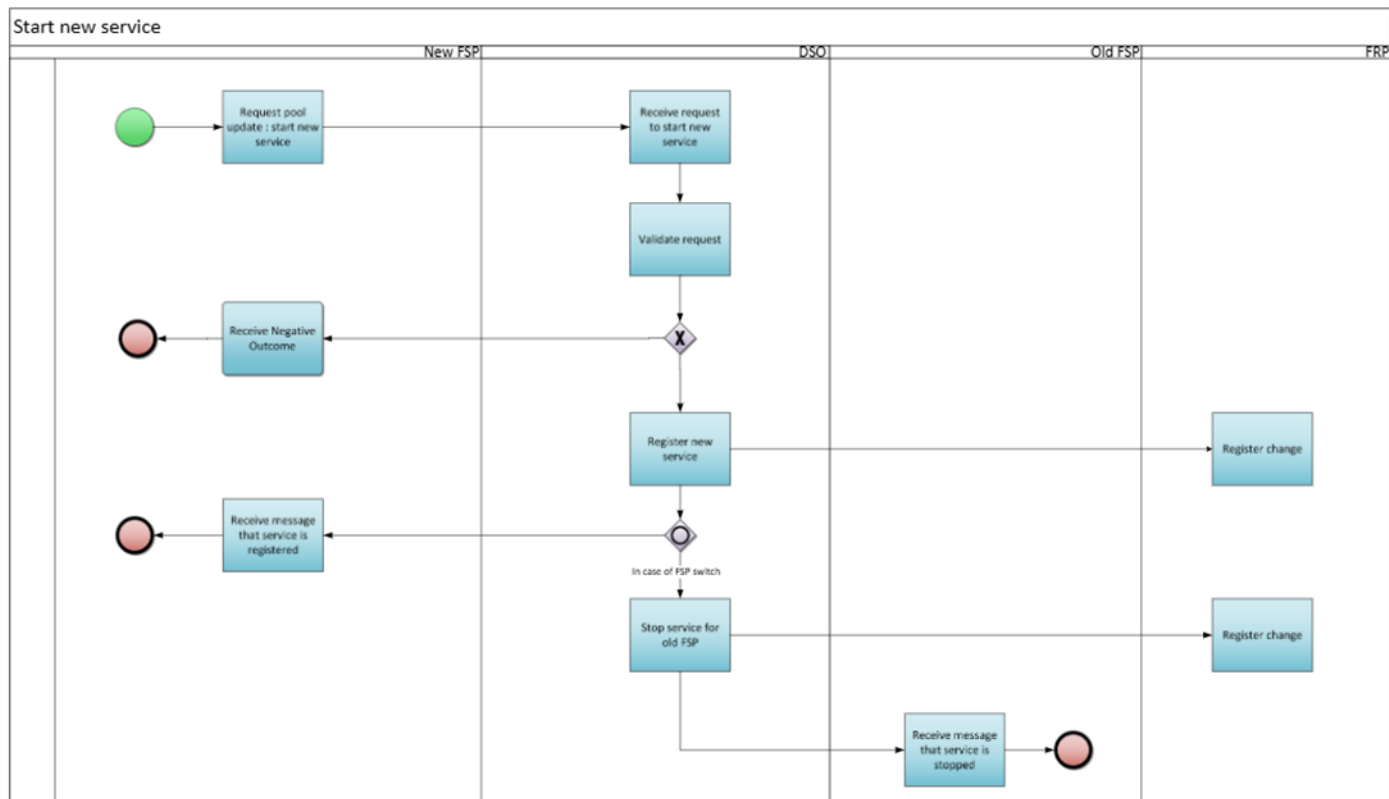 Start new service
New FSP
DSO
Old FSP
FRP
Request pool
update : start new
service
Receive request
to start new
service
Validate request
Receive Negative
Outcome
X
Register new
service
Register change
Receive message
that service is
registered
In case of FSP switch
Stop service for
old FSP
Register change
Receive message
that service is
stopped